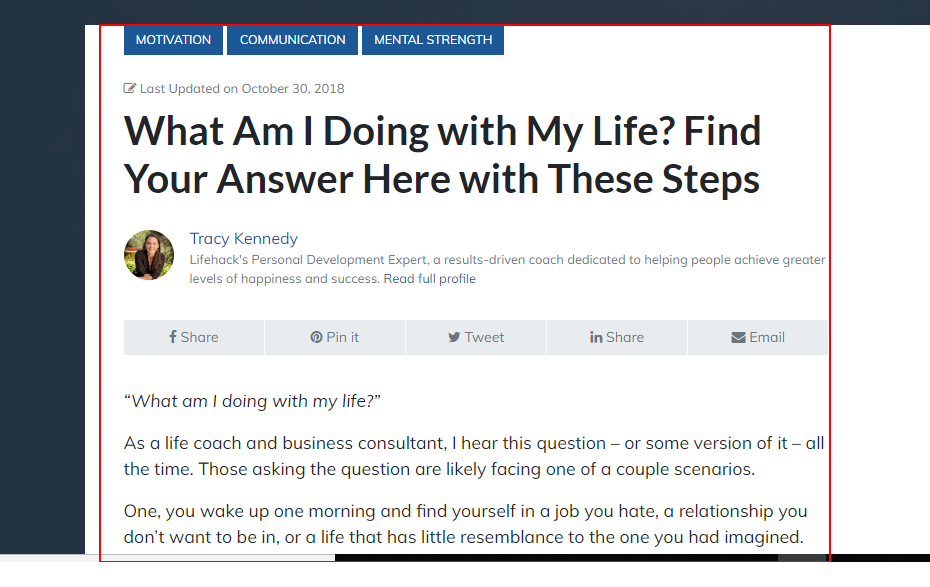 MOTIVATION COMMUNICATION MENTAL STRENGTH
Last Updated on October 30, 2018
What Am I Doing with My Life? Find
Your Answer Here with These Steps
Tracy Kennedy
Lifehack's Personal Development Expert, a results-driven coach dedicated to helping people achieve greater
levels of happiness and success. Read full profile
Share Pin it Tweet Share Email
“What am I doing with my life?”
As a life coach and business consultant, I hear this question – or some version of it – all
the time. Those asking the question are likely facing one of a couple scenarios.
One, you wake up one morning and find yourself in a job you hate, a relationship you
don’t want to be in, or a life that has little resemblance to the one you had imagined.